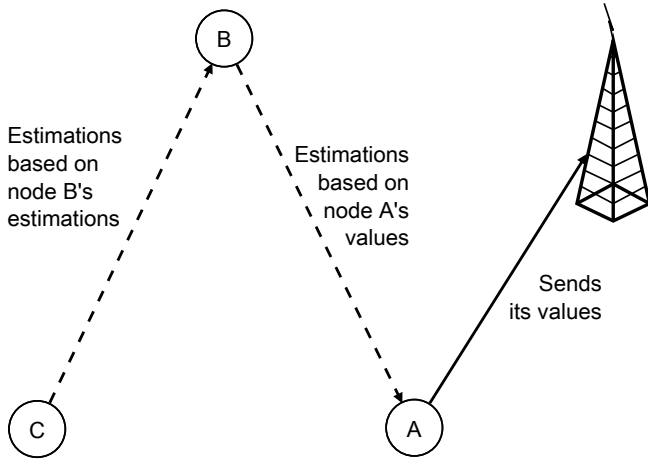 B
Estimations
based on
node B's
estimations
Estimations
based on
node A's
values
Sends
its values
C
A